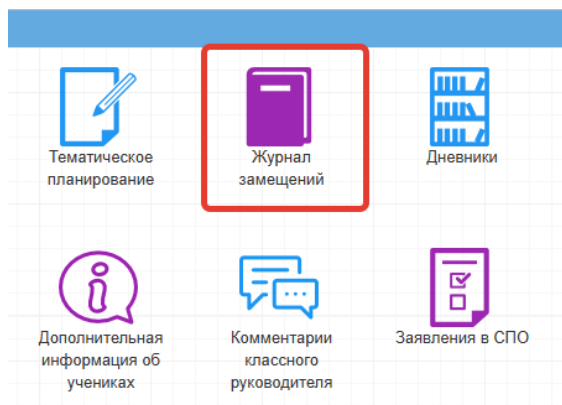 Тематическое
планирование
Журнал
замещений
Дневники
Дополнительная
информация об
учениках
Комментарии
классного
руководителя
Заявления в СПО